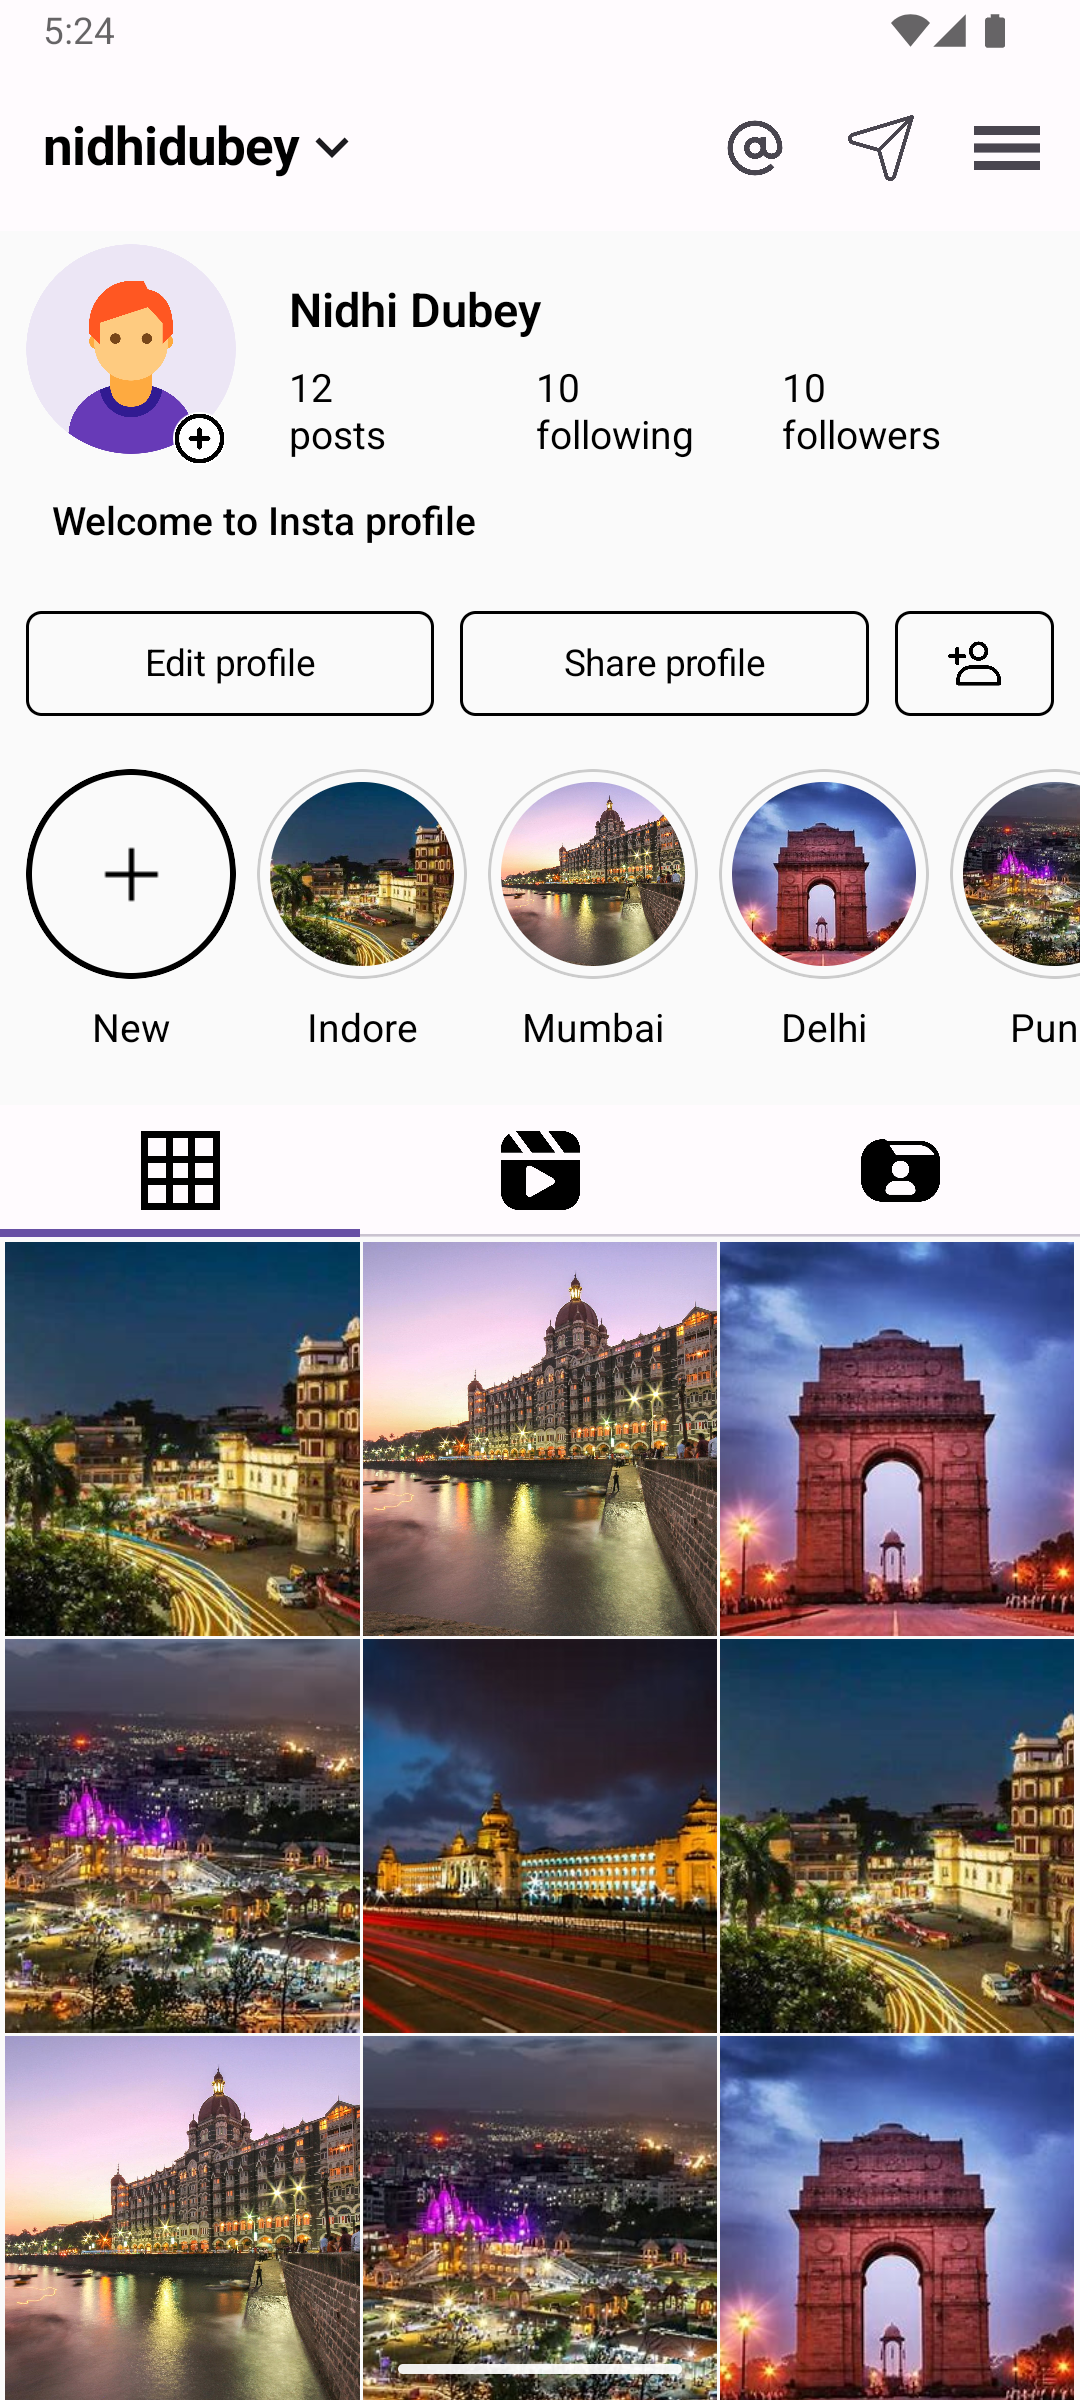 5:24
nidhidubey
Nidhi Dubey
12 10 10
posts following followers
Welcome to Insta profile
Edit profile Share profile
New Indore Mumbai Delhi Pun